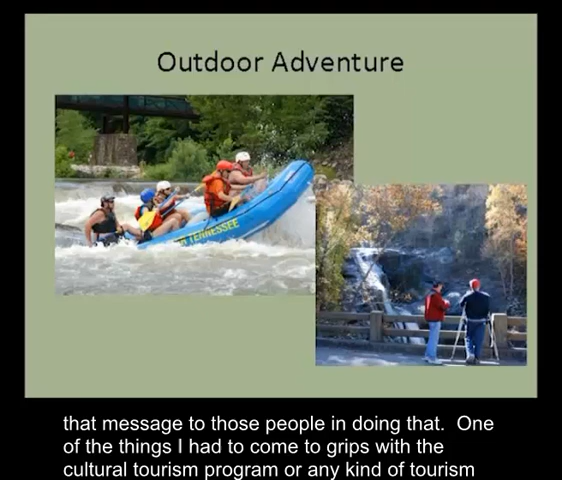 Outdoor Adventure
TENNESSEE
that message to those people in doing that.  One
of the things I had to come to grips with the
cultural tourism program or any kind of tourism